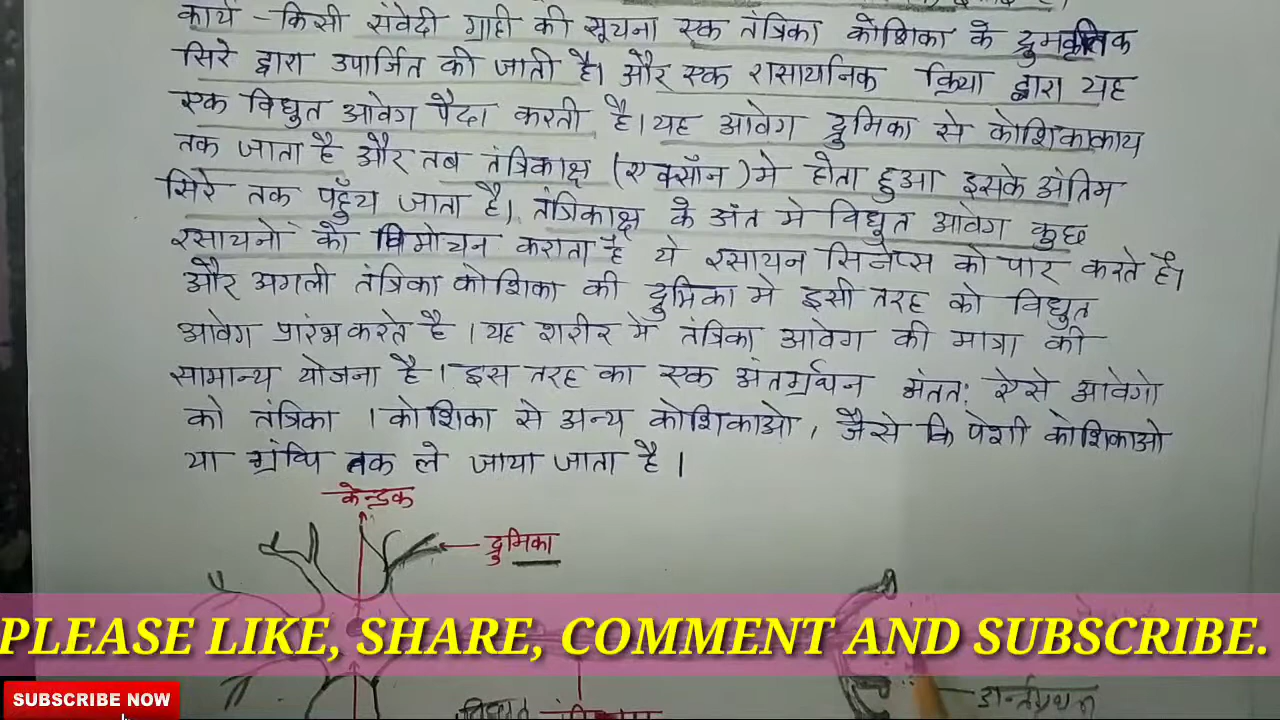 कार्य - किसी संवेदी ग्राही की सूचना एक तंत्रिका कोशिका के द्रुमाकृतिक
सिरे द्वारा उपार्जित की जाती है। और एक रासायनिक क्रिया द्वारा यह
एक विधुत आवेग पैदा करती है। यह आवेग द्रुमिका से कोशिकाकाय
तक जाता है और तब तंत्रिकाक्ष (एक्सॉन) मे होता हुआ इसके अंतिम
सिरे तक पहुँच जाता है। तंत्रिकाक्ष के अंत मे विधुत आवेग कुछ
रसायनों का विमोचन कराता है ये रसायन सिनेप्स को पार करते है।
और अगली तंत्रिका कोशिका की द्रुमिका मे इसी तरह को विधुत
आवेग प्रारंभ करते है। यह शरीर में तंत्रिका आवेग की मात्रा की
सामान्य योजना है। इस तरह का एक अंतर्ग्रथन अंतत: ऐसे आवेगो
को तंत्रिका । कोशिका से अन्य कोशिकाओ, जैसे कि पेशी कोशिकाओ
या ग्रंथि तक ले जाया जाता है।
केन्द्रक
द्रुमिका
PLEASE LIKE, SHARE, COMMENT AND SUBSCRIBE.
SUBSCRIBE NOW